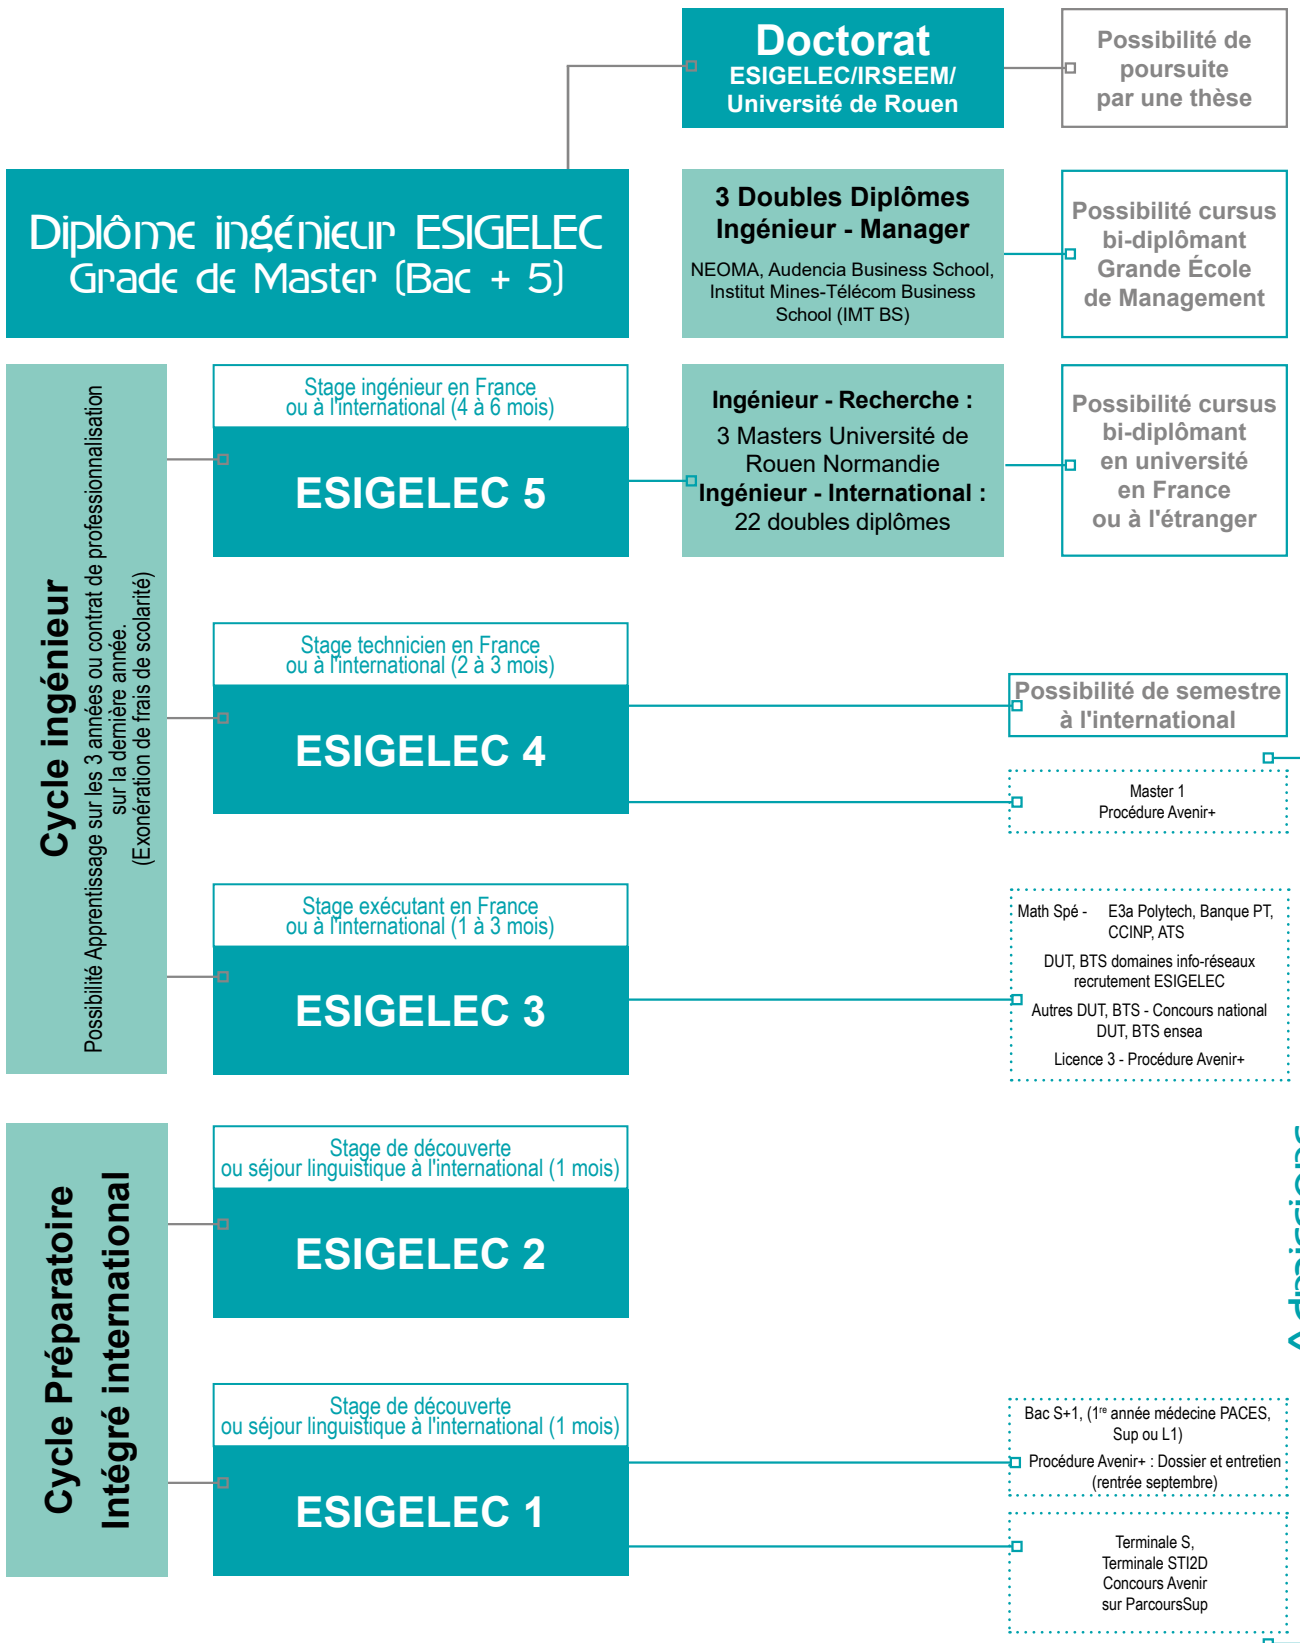 Doctorat
ESIGELEC/IRSEEM/
Université de Rouen
Possibilité de
poursuite
par une thèse
Diplôme ingénieur ESIGELEC
Grade de Master (Bac + 5)
3 Doubles Diplômes
Ingénieur - Manager
NEOMA, Audencia Business School,
Institut Mines-Télécom Business
School (IMT BS)
Possibilité cursus
bi-diplômant
Grande École
de Management
Cycle ingénieur
Possibilité Apprentissage sur les 3 années ou contrat de professionnalisation
sur la dernière année.
(Exonération de frais de scolarité)
Stage ingénieur en France
ou à l'international (4 à 6 mois)
ESIGELEC 5
Ingénieur - Recherche :
3 Masters Université de
Rouen Normandie
Ingénieur - International :
22 doubles diplômes
Possibilité cursus
bi-diplômant
en université
en France
ou à l'étranger
Stage technicien en France
ou à l'international (2 à 3 mois)
ESIGELEC 4
Possibilité de semestre
à l'international
Master 1
Procédure Avenir+
Stage exécutant en France
ou à l'international (1 à 3 mois)
ESIGELEC 3
Math Spé - E3a Polytech, Banque PT,
CCINP, ATS
DUT, BTS domaines info-réseaux
recrutement ESIGELEC
Autres DUT, BTS - Concours national
DUT, BTS ensea
Licence 3 - Procédure Avenir+
Cycle Préparatoire
Intégré international
Stage de découverte
ou séjour linguistique à l'international (1 mois)
ESIGELEC 2
Admissions
Stage de découverte
ou séjour linguistique à l'international (1 mois)
ESIGELEC 1
Bac S+1, (1re année médecine PACES,
Sup ou L1)
Procédure Avenir+ : Dossier et entretien
(rentrée septembre)
Terminale S,
Terminale STI2D
Concours Avenir
sur ParcoursSup